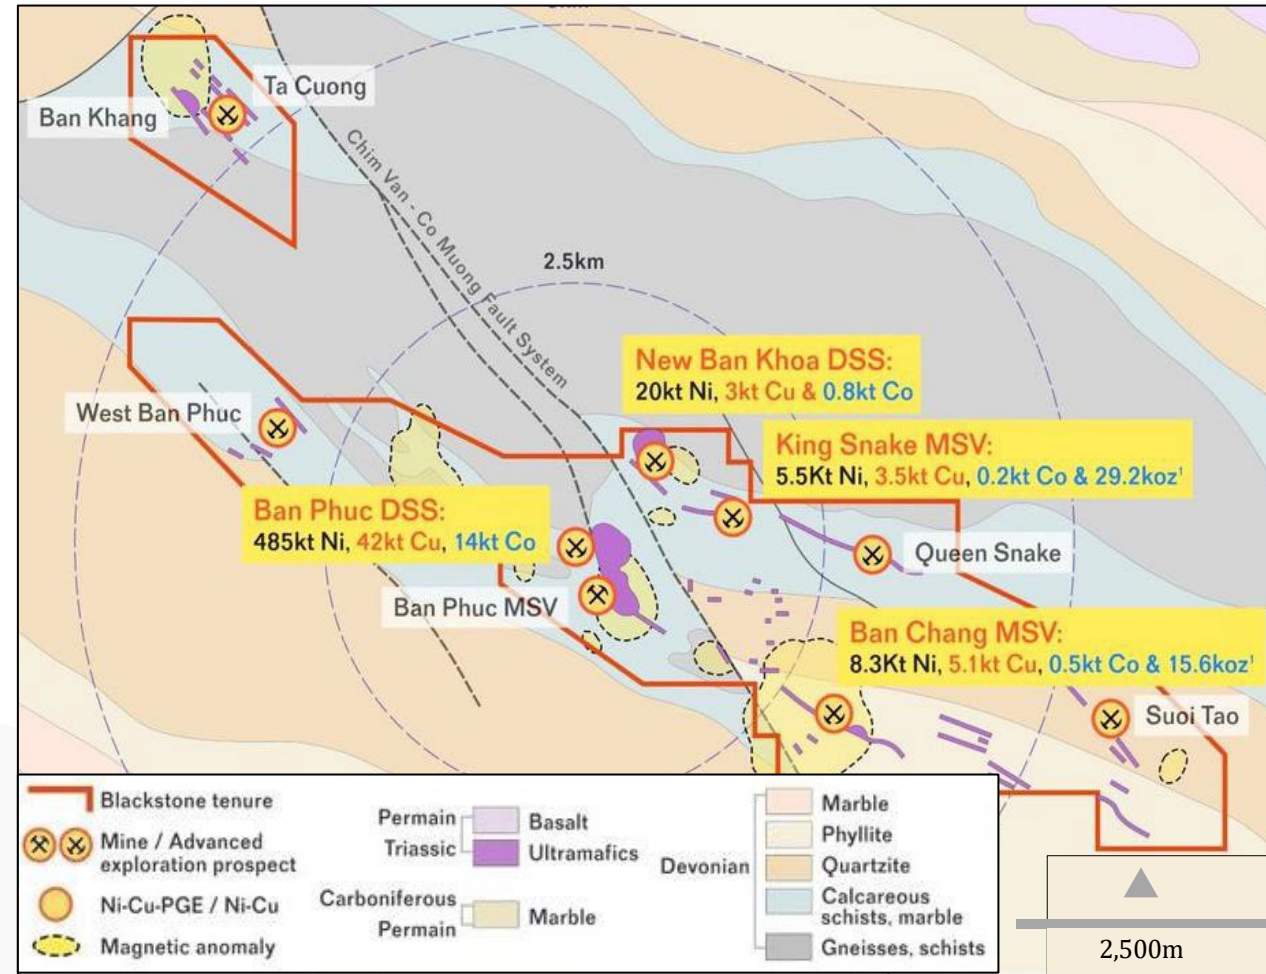 Ta Cuong
Ban Khang
Chim Van - Co Muong Fault System
2.5km
New Ban Khoa DSS:
20kt Ni, 3kt Cu & 0.8kt Co
West Ban Phuc
King Snake MSV:
5.5Kt Ni, 3.5kt Cu, 0.2kt Co & 29.2koz¹
Ban Phuc DSS:
485kt Ni, 42kt Cu, 14kt Co
Queen Snake
Ban Phuc MSV
Ban Chang MSV:
8.3Kt Ni, 5.1kt Cu, 0.5kt Co & 15.6koz¹
Suoi Tao
Blackstone tenure
Mine / Advanced
exploration prospect
Ni-Cu-PGE / Ni-Cu
Magnetic anomaly
Permain
Triassic
Basalt
Ultramafics
Carboniferous
Permain
Marble
Devonian
Marble
Phyllite
Quartzite
Calcareous
schists, marble
Gneisses, schists
2,500m